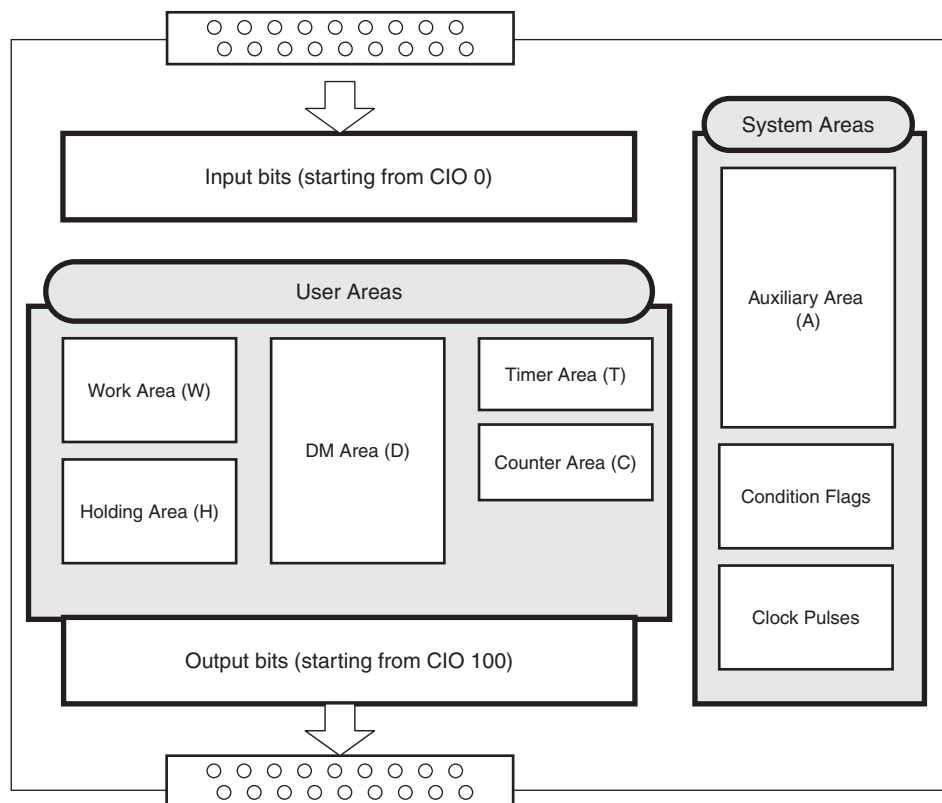 Input bits (starting from CIO 0)
User Areas
Work Area (W)
Holding Area (H)
DM Area (D)
Timer Area (T)
Counter Area (C)
Output bits (starting from CIO 100)
System Areas
Auxiliary Area
(A)
Condition Flags
Clock Pulses